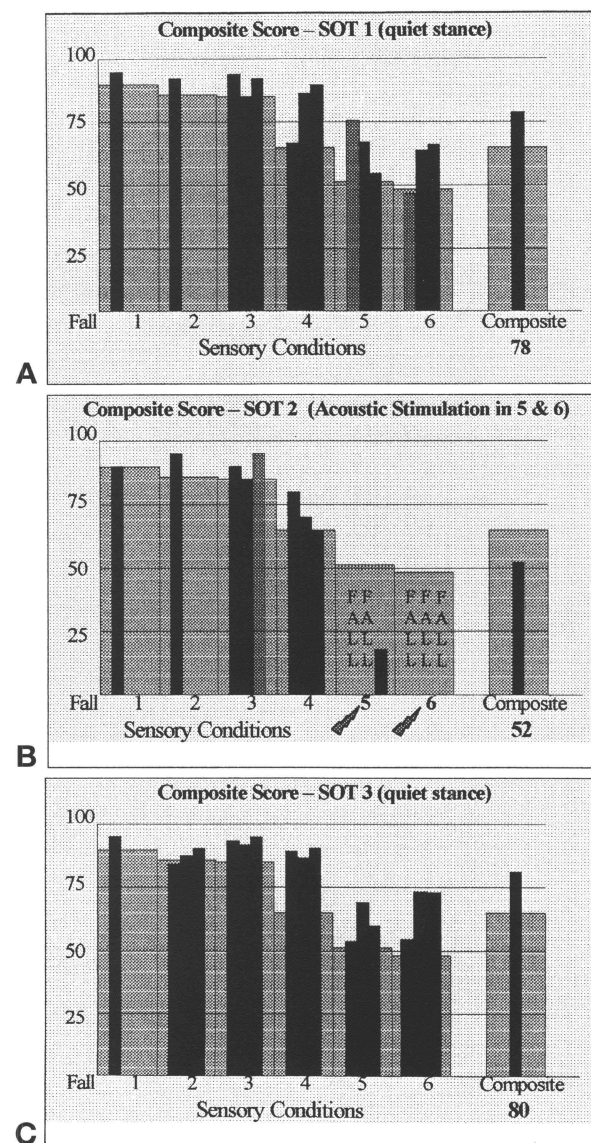 Composite Score – SOT 1 (quiet stance)
100
75
50
25
Fall 1 2 3 4 5 6 Composite
Sensory Conditions 78
A
Composite Score – SOT 2 (Acoustic Stimulation in 5 & 6)
100
75
50
25
F F F F F
A A A A A
L L L L L
L L L L L
Fall 1 2 3 4 5 6 Composite
Sensory Conditions 52
B
Composite Score – SOT 3 (quiet stance)
100
75
50
25
Fall 1 2 3 4 5 6 Composite
Sensory Conditions 80
C